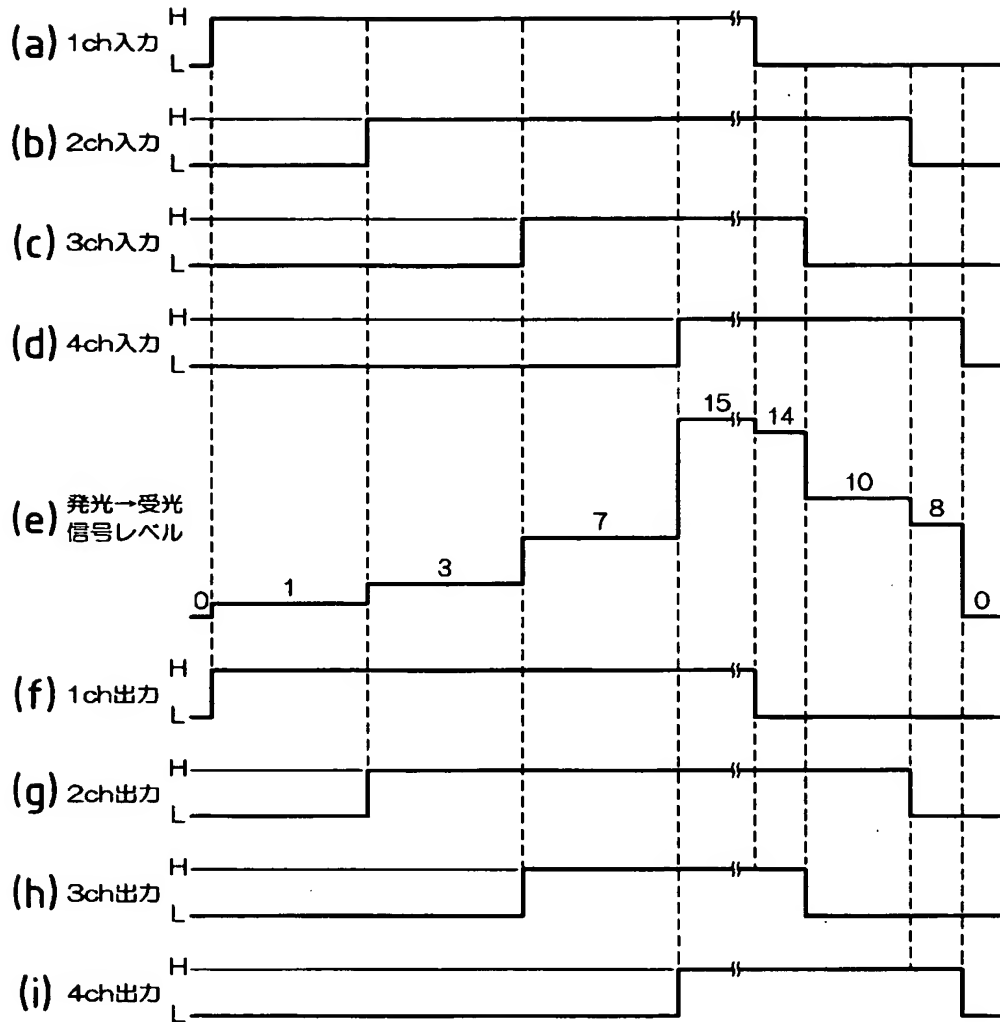 (a) 1ch入力 H L
(b) 2ch入力 H L
(c) 3ch入力 H L
(d) 4ch入力 H L
(e) 発光→受光
信号レベル
0 1 3 7 15 14 10 8 0
(f) 1ch出力 H L
(g) 2ch出力 H L
(h) 3ch出力 H L
(i) 4ch出力 H L